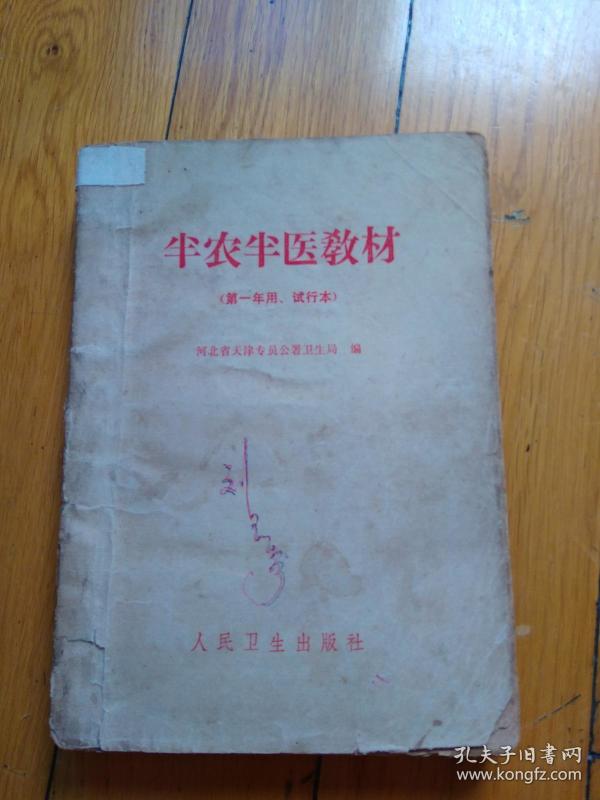 半农半医教材
（第一年用、试行本）
河北省天津专员公署卫生局 编
刘
人民卫生出版社
孔夫子旧书网
www.kongfz.com